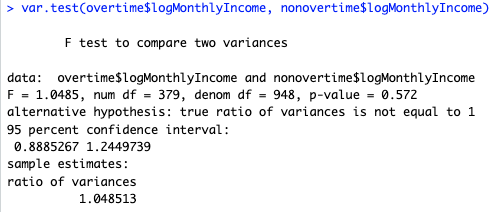 > var.test(overtime$logMonthlyIncome, nonovertime$logMonthlyIncome)
F test to compare two variances
data:  overtime$logMonthlyIncome and nonovertime$logMonthlyIncome
F = 1.0485, num df = 379, denom df = 948, p-value = 0.572
alternative hypothesis: true ratio of variances is not equal to 1
95 percent confidence interval:
 0.8885267 1.2449739
sample estimates:
ratio of variances
1.048513